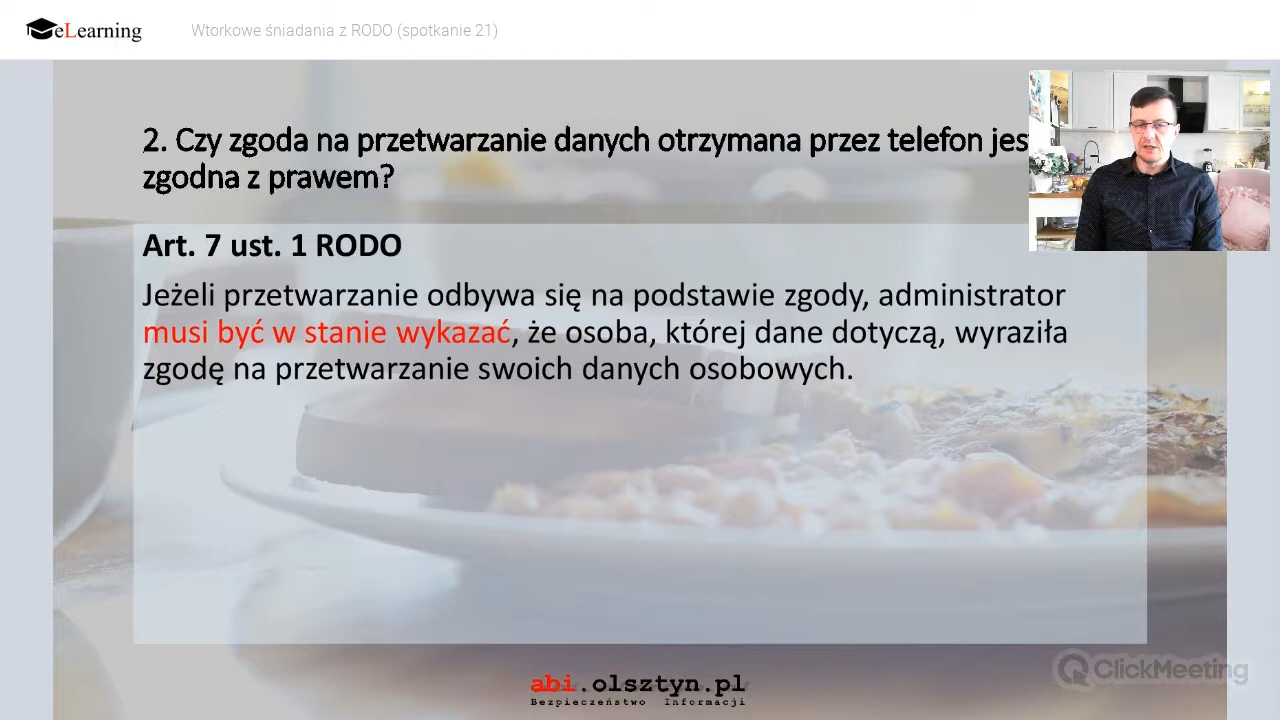 eLearning
Wtorkowe śniadania z RODO (spotkanie 21)
2. Czy zgoda na przetwarzanie danych otrzymana przez telefon jes
zgodna z prawem?
Art. 7 ust. 1 RODO
Jeżeli przetwarzanie odbywa się na podstawie zgody, administrator
musi być w stanie wykazać, że osoba, której dane dotyczą, wyraziła
zgodę na przetwarzanie swoich danych osobowych.
abi.olsztyn.pl
Bezpieczeństwo Informacji
ClickMeeting